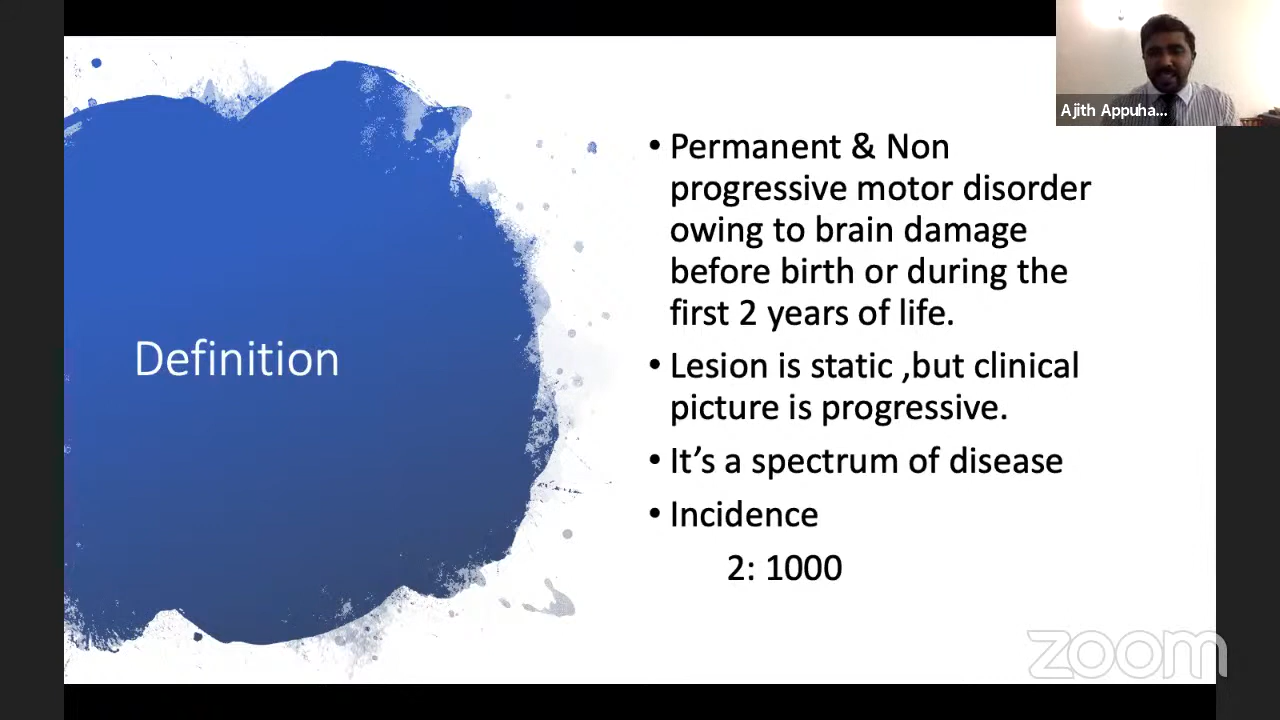 Ajith Appuha...
• Permanent & Non
progressive motor disorder
owing to brain damage
before birth or during the
first 2 years of life.
Definition
• Lesion is static ,but clinical
picture is progressive.
• It’s a spectrum of disease
• Incidence
2: 1000
zoom